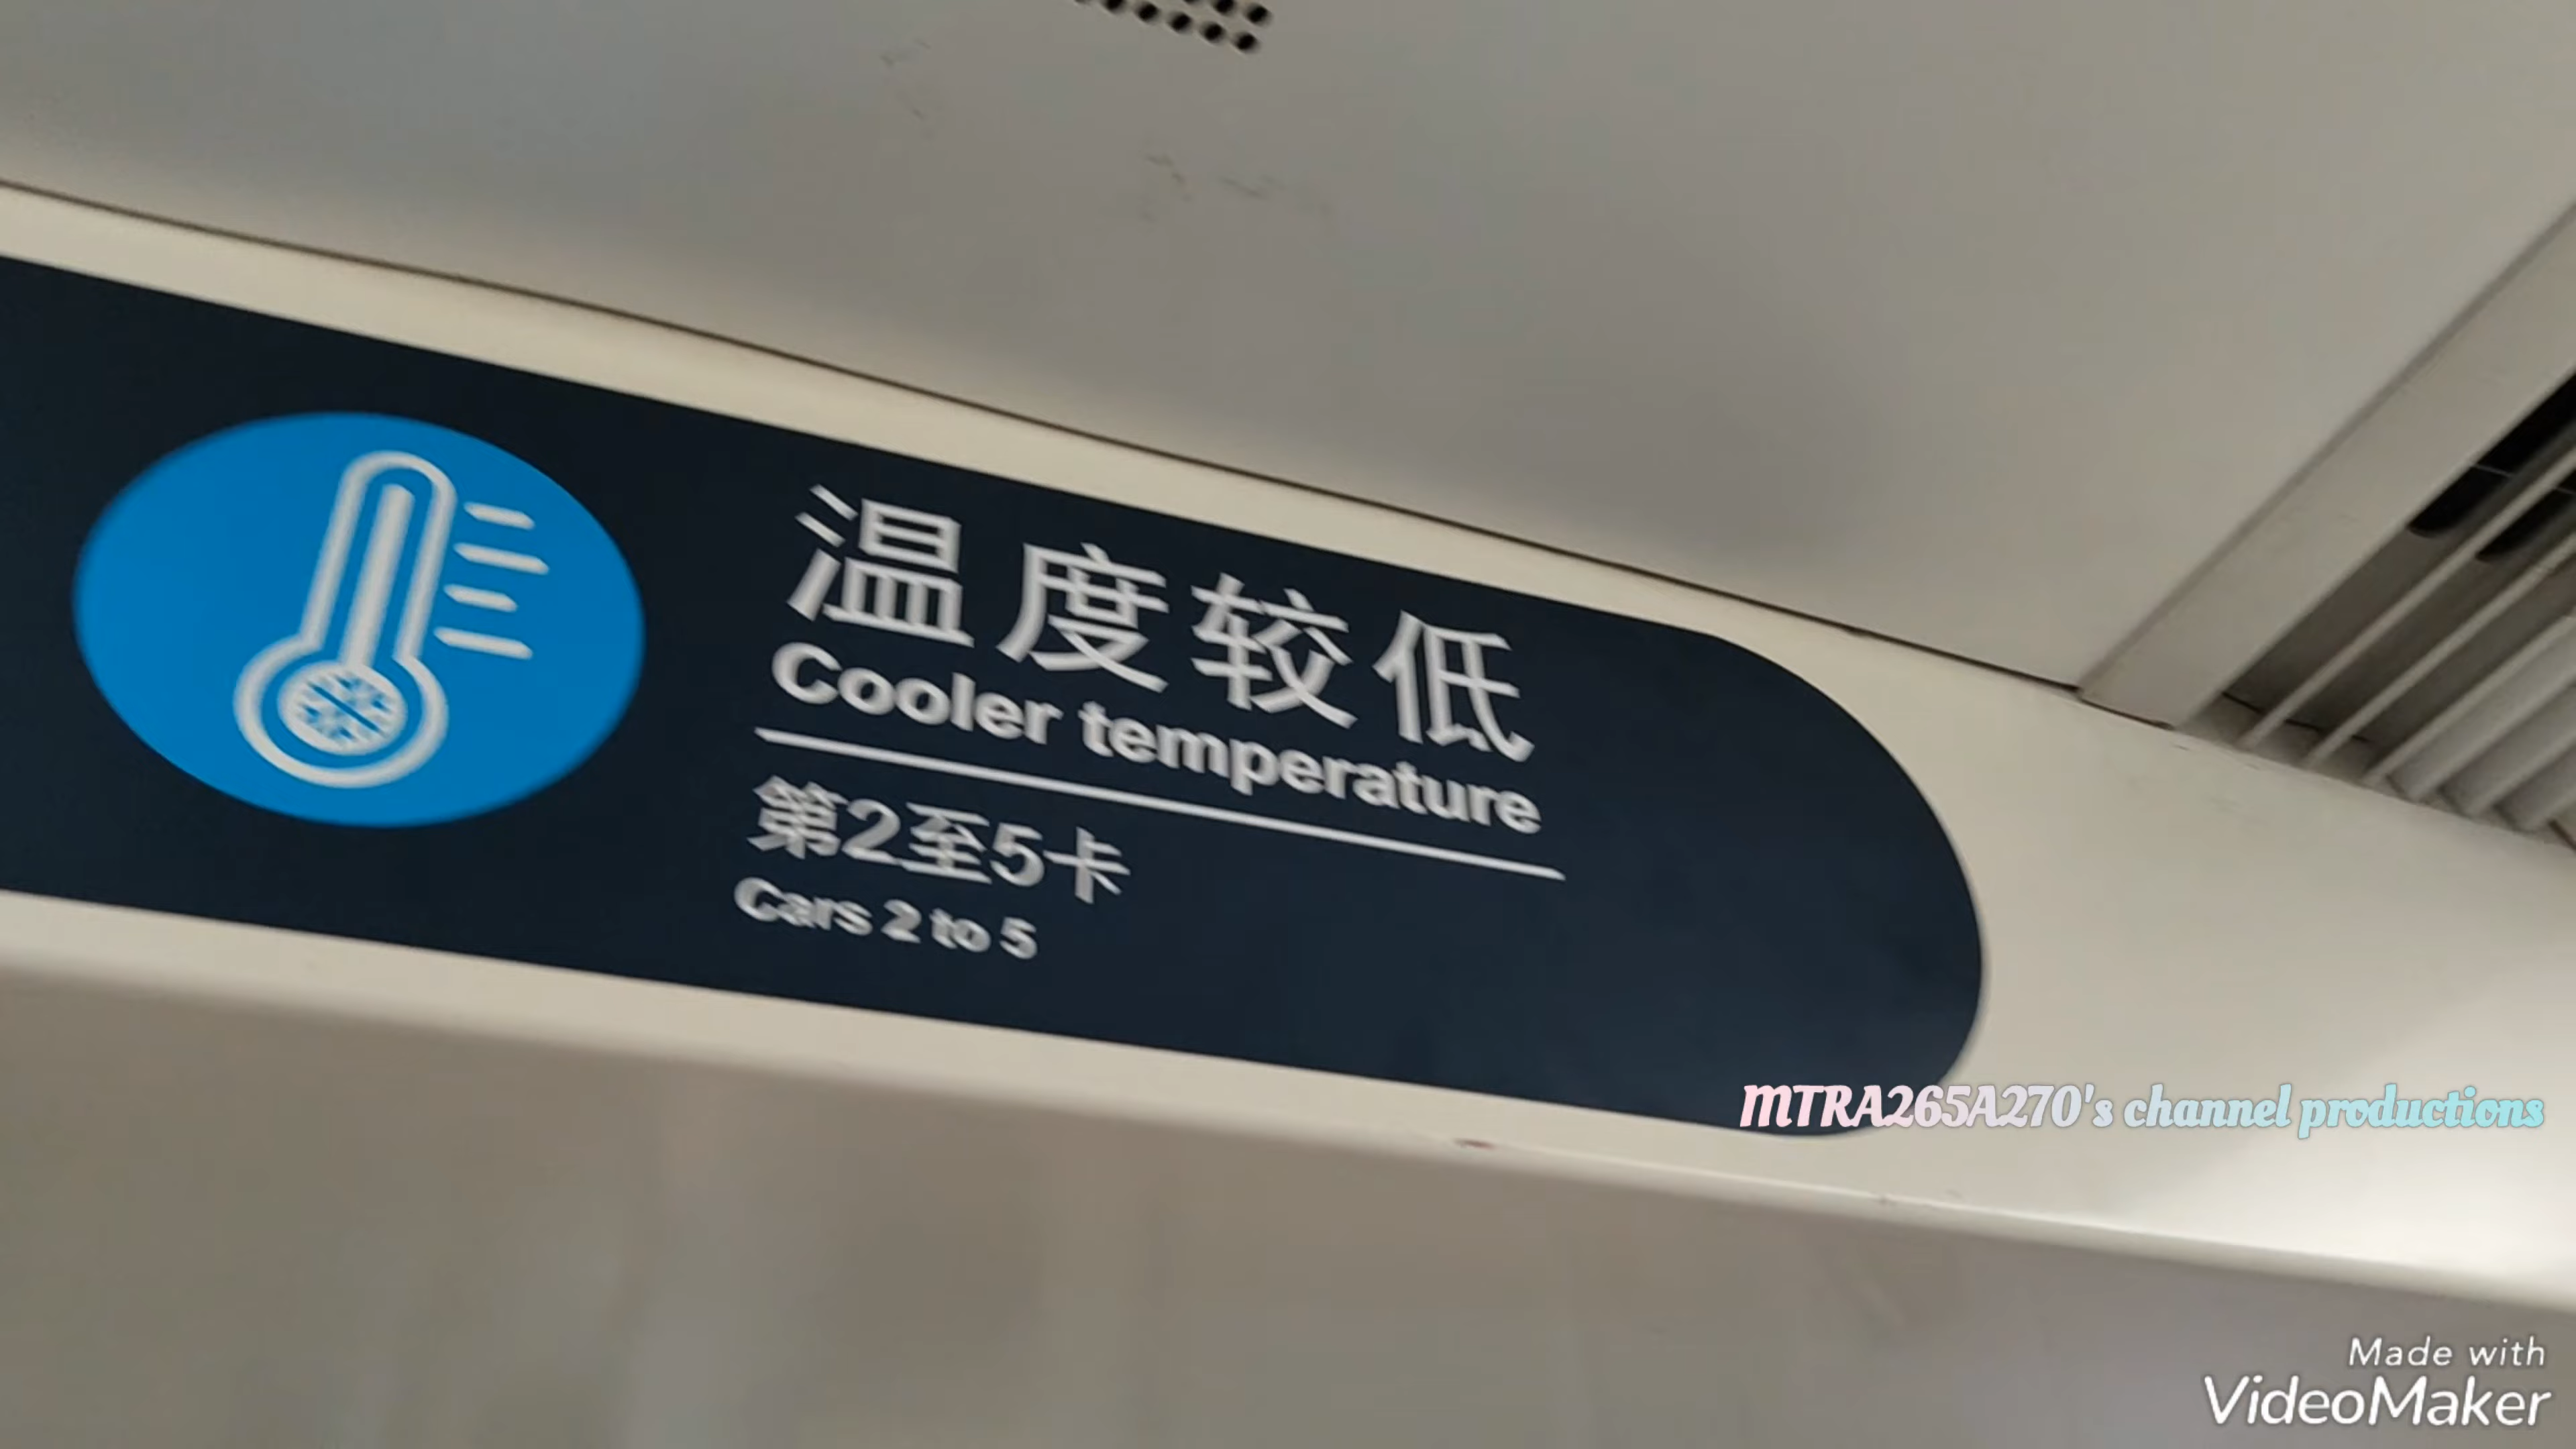 温度较低
Cooler temperature
第2至5卡
Cars 2 to 5
MTRA265A270's channel productions
Made with
VideoMaker